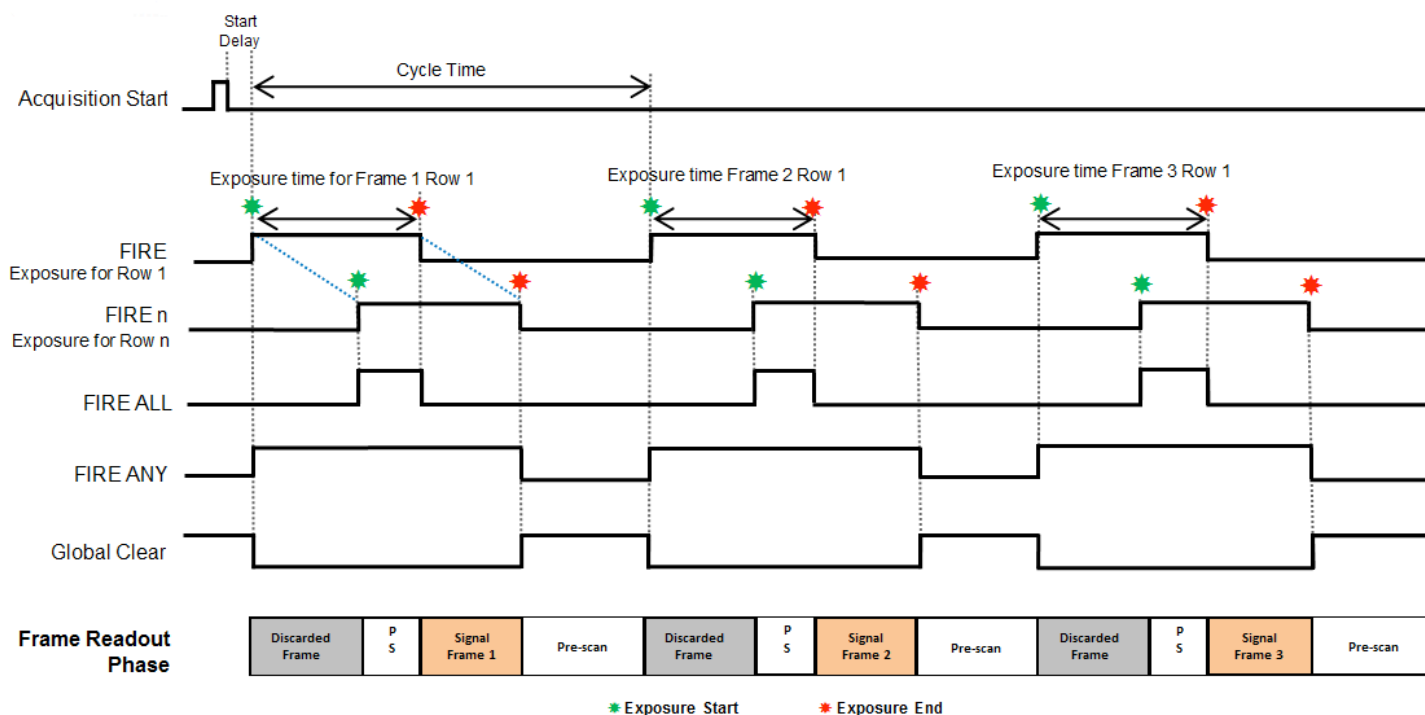 Start
Delay
Cycle Time
Acquisition Start
Exposure time for Frame 1 Row 1
Exposure time Frame 2 Row 1
Exposure time Frame 3 Row 1
FIRE
Exposure for Row 1
FIRE n
Exposure for Row n
FIRE ALL
FIRE ANY
Global Clear
Frame Readout
Phase
Discarded
Frame
P
S
Signal
Frame 1
Pre-scan
Discarded
Frame
P
S
Signal
Frame 2
Pre-scan
Discarded
Frame
P
S
Signal
Frame 3
Pre-scan
Exposure Start
Exposure End